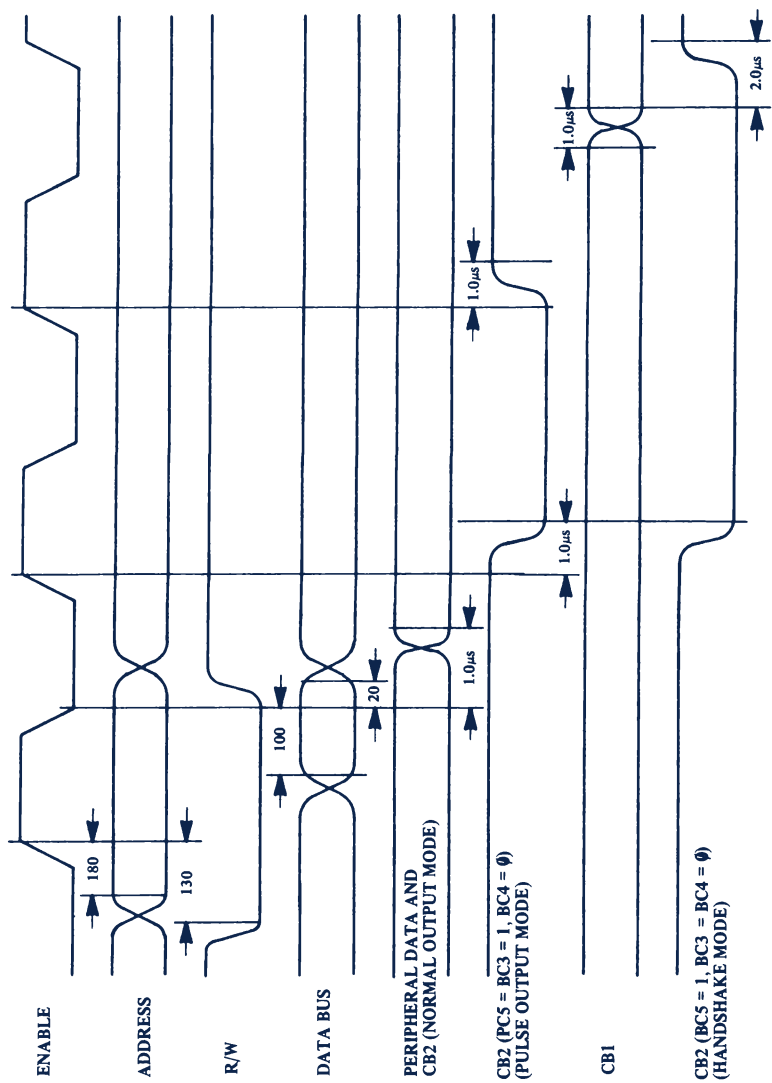 ENABLE
180
ADDRESS
130
R/W
100
DATA BUS
20
PERIPHERAL DATA AND
CB2 (NORMAL OUTPUT MODE)
1.0μs
CB2 (PC5 = BC3 = 1, BC4 = 0)
(PULSE OUTPUT MODE)
1.0μs
1.0μs
CB1
1.0μs
CB2 (BC5 = 1, BC3 = BC4 = 0)
(HANDSHAKE MODE)
2.0μs